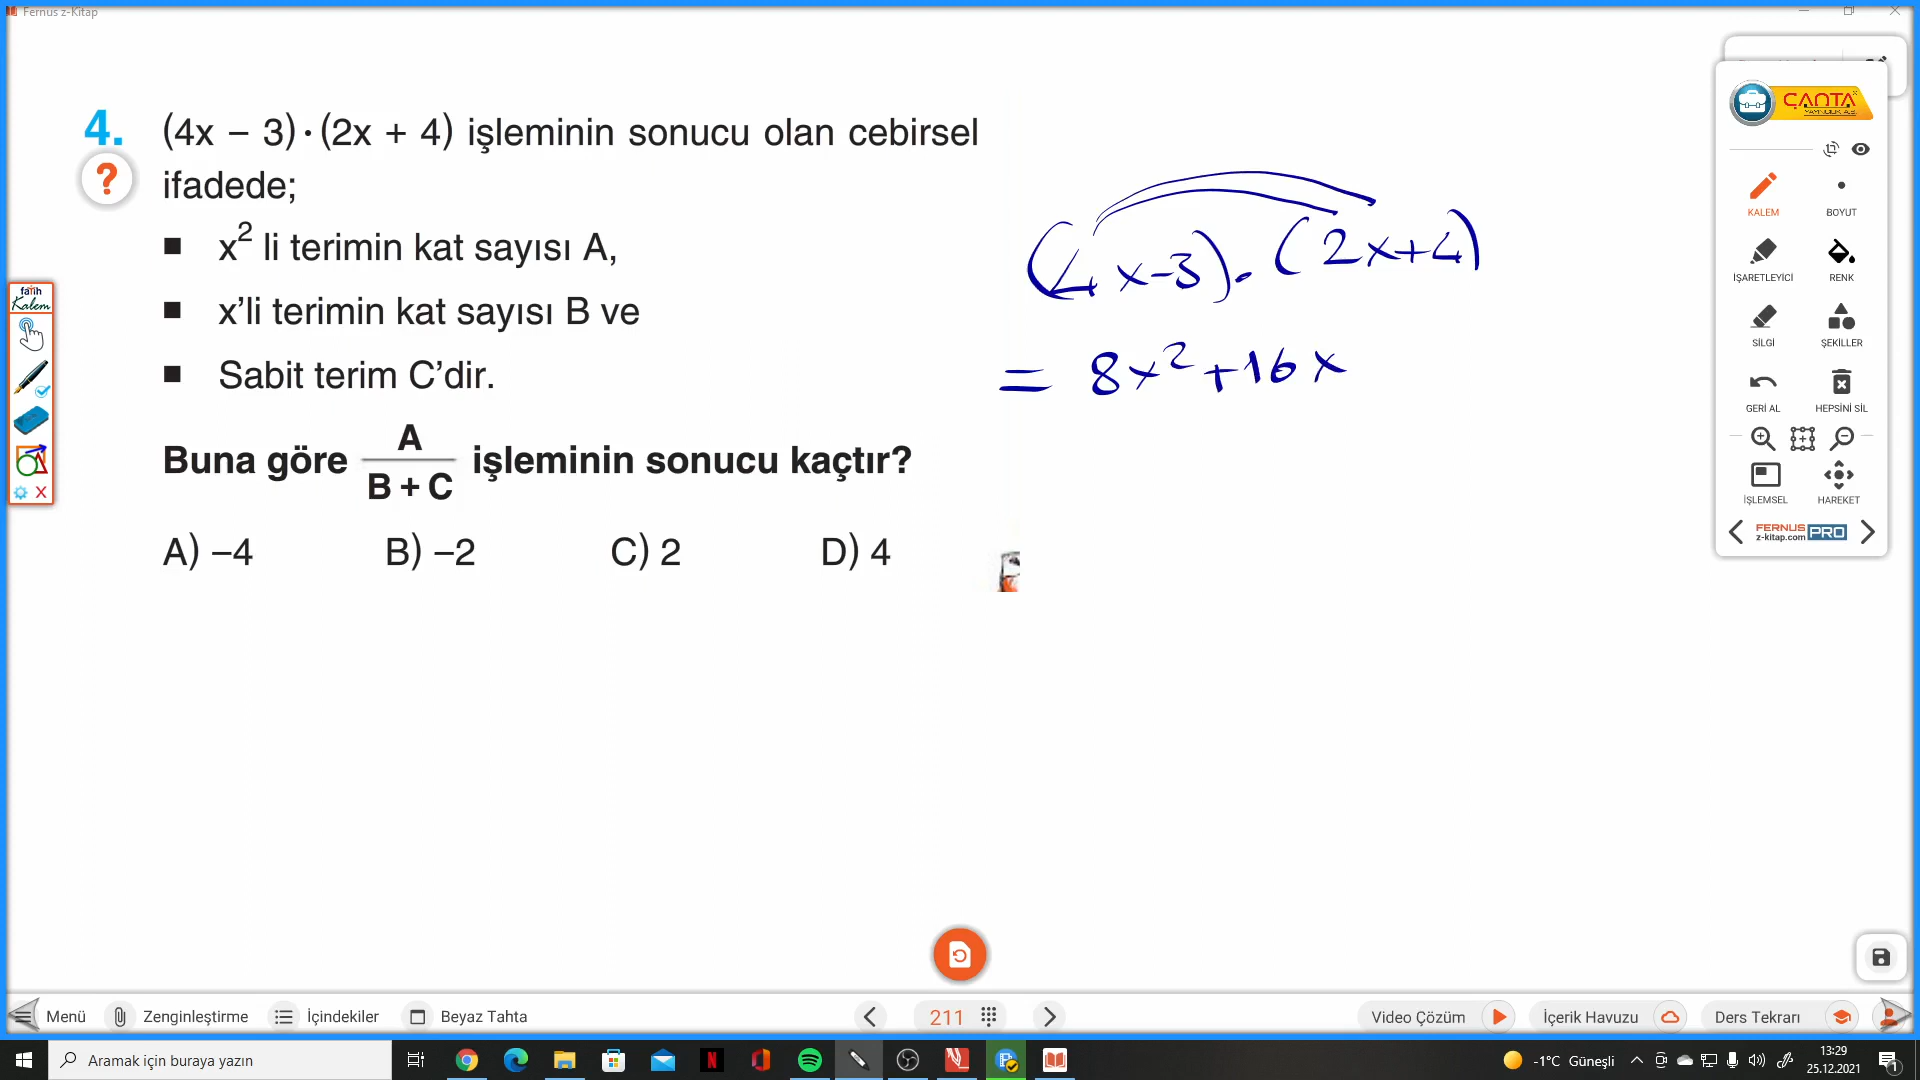 Fernus z-Kitap
4. (4x − 3)·(2x + 4) işleminin sonucu olan cebirsel
? ifadede;
■ x² li terimin kat sayısı A,
■ x’li terimin kat sayısı B ve
■ Sabit terim C’dir.
Buna göre A / B + C işleminin sonucu kaçtır?
A) –4 B) –2 C) 2 D) 4
(4x-3).(2x+4)
= 8x²+16x
fatih
Kalem
X
ÇANTA
KALEM BOYUT
İŞARETLEYİCİ RENK
SİLGİ ŞEKİLLER
GERİ AL HEPSİNİ SİL
İŞLEMSEL HAREKET
FERNUS
z-kitap.com PRO
Menü Zenginleştirme İçindekiler Beyaz Tahta 211 Video Çözüm İçerik Havuzu Ders Tekrarı
Aramak için buraya yazın
-1°C Güneşli
13:29
25.12.2021
1